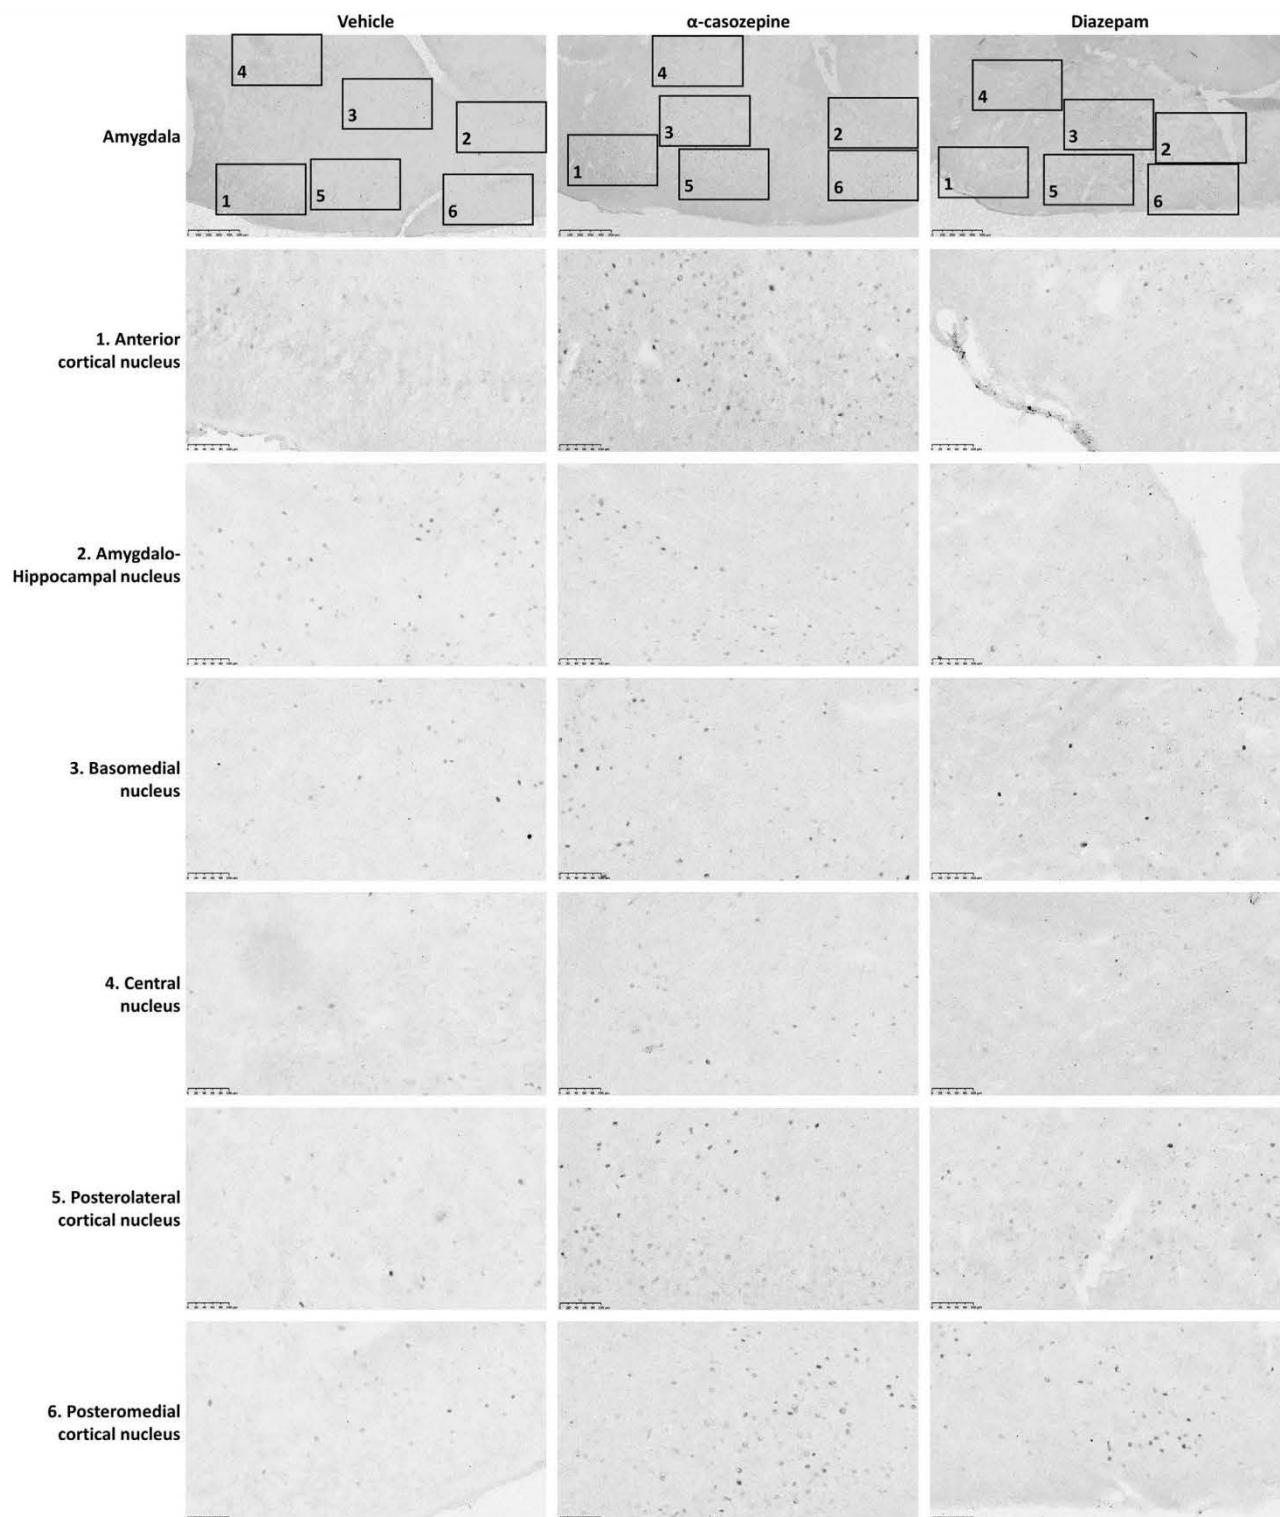 Vehicle
α-casozepine
Diazepam
Amygdala
4
3
2
1
5
6
4
3
2
1
5
6
4
3
2
1
5
6
1. Anterior
cortical nucleus
2. Amygdalo-
Hippocampal nucleus
3. Basomedial
nucleus
4. Central
nucleus
5. Posterolateral
cortical nucleus
6. Posteromedial
cortical nucleus